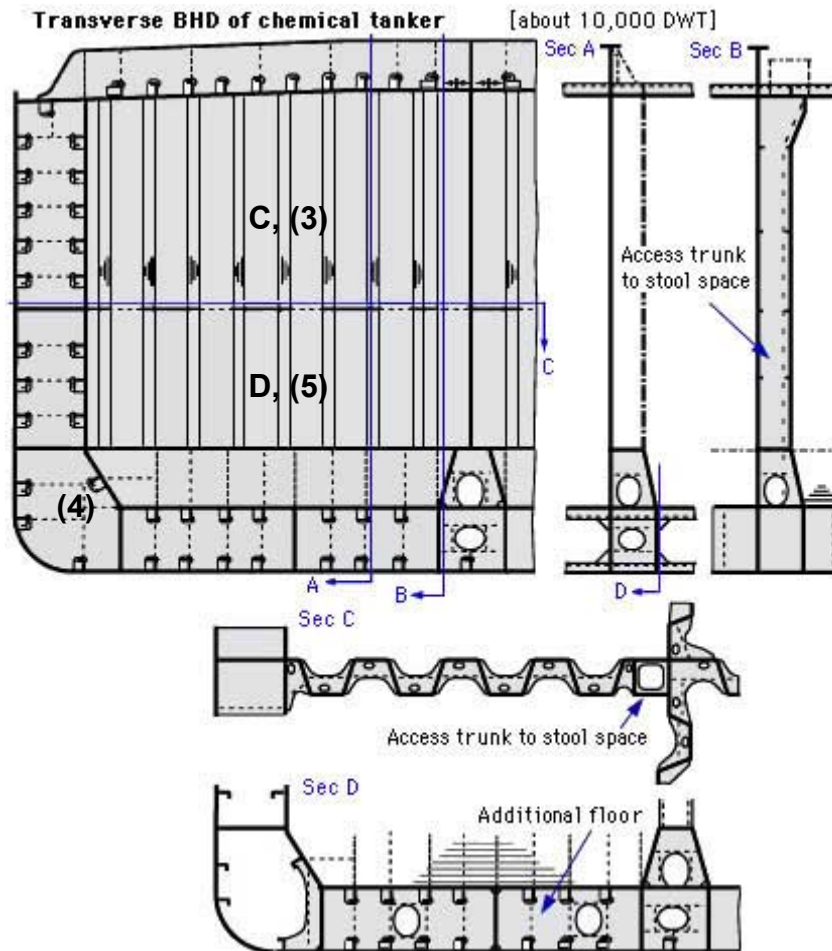 Transverse BHD of chemical tanker
[about 10,000 DWT]
Sec A
Sec B
C, (3)
Access trunk
to stool space
C
D, (5)
(4)
A
B
D
Sec C
Access trunk to stool space
Sec D
Additional floor